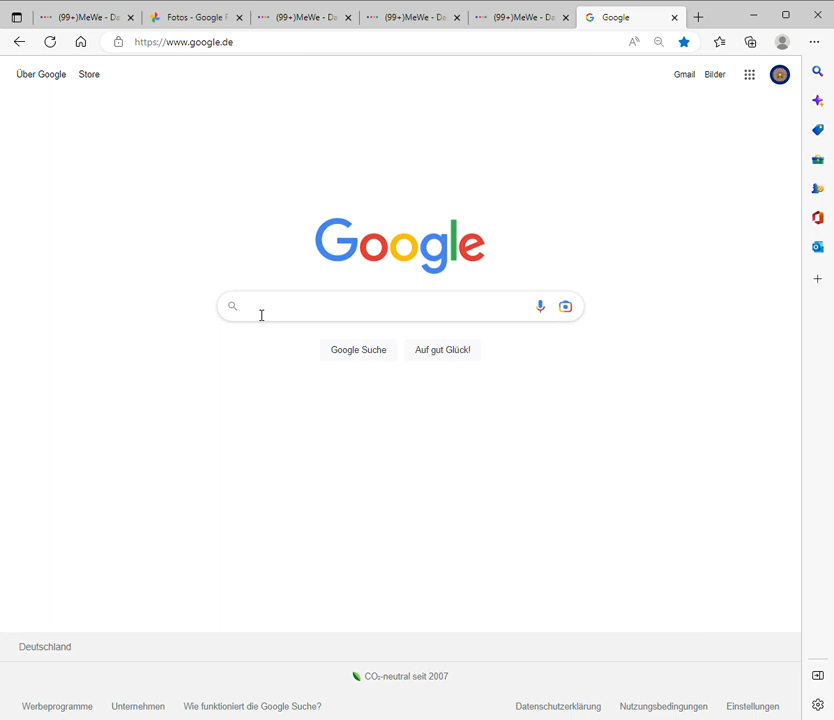 (99+)MeWe - Da
Fotos - Google F
(99+)MeWe - Da
(99+)MeWe - Da
(99+)MeWe - Da
Google
https://www.google.de
Über Google Store
Gmail Bilder
Google
Google Suche Auf gut Glück!
Deutschland
CO₂-neutral seit 2007
Werbeprogramme Unternehmen Wie funktioniert die Google Suche?
Datenschutzerklärung Nutzungsbedingungen Einstellungen